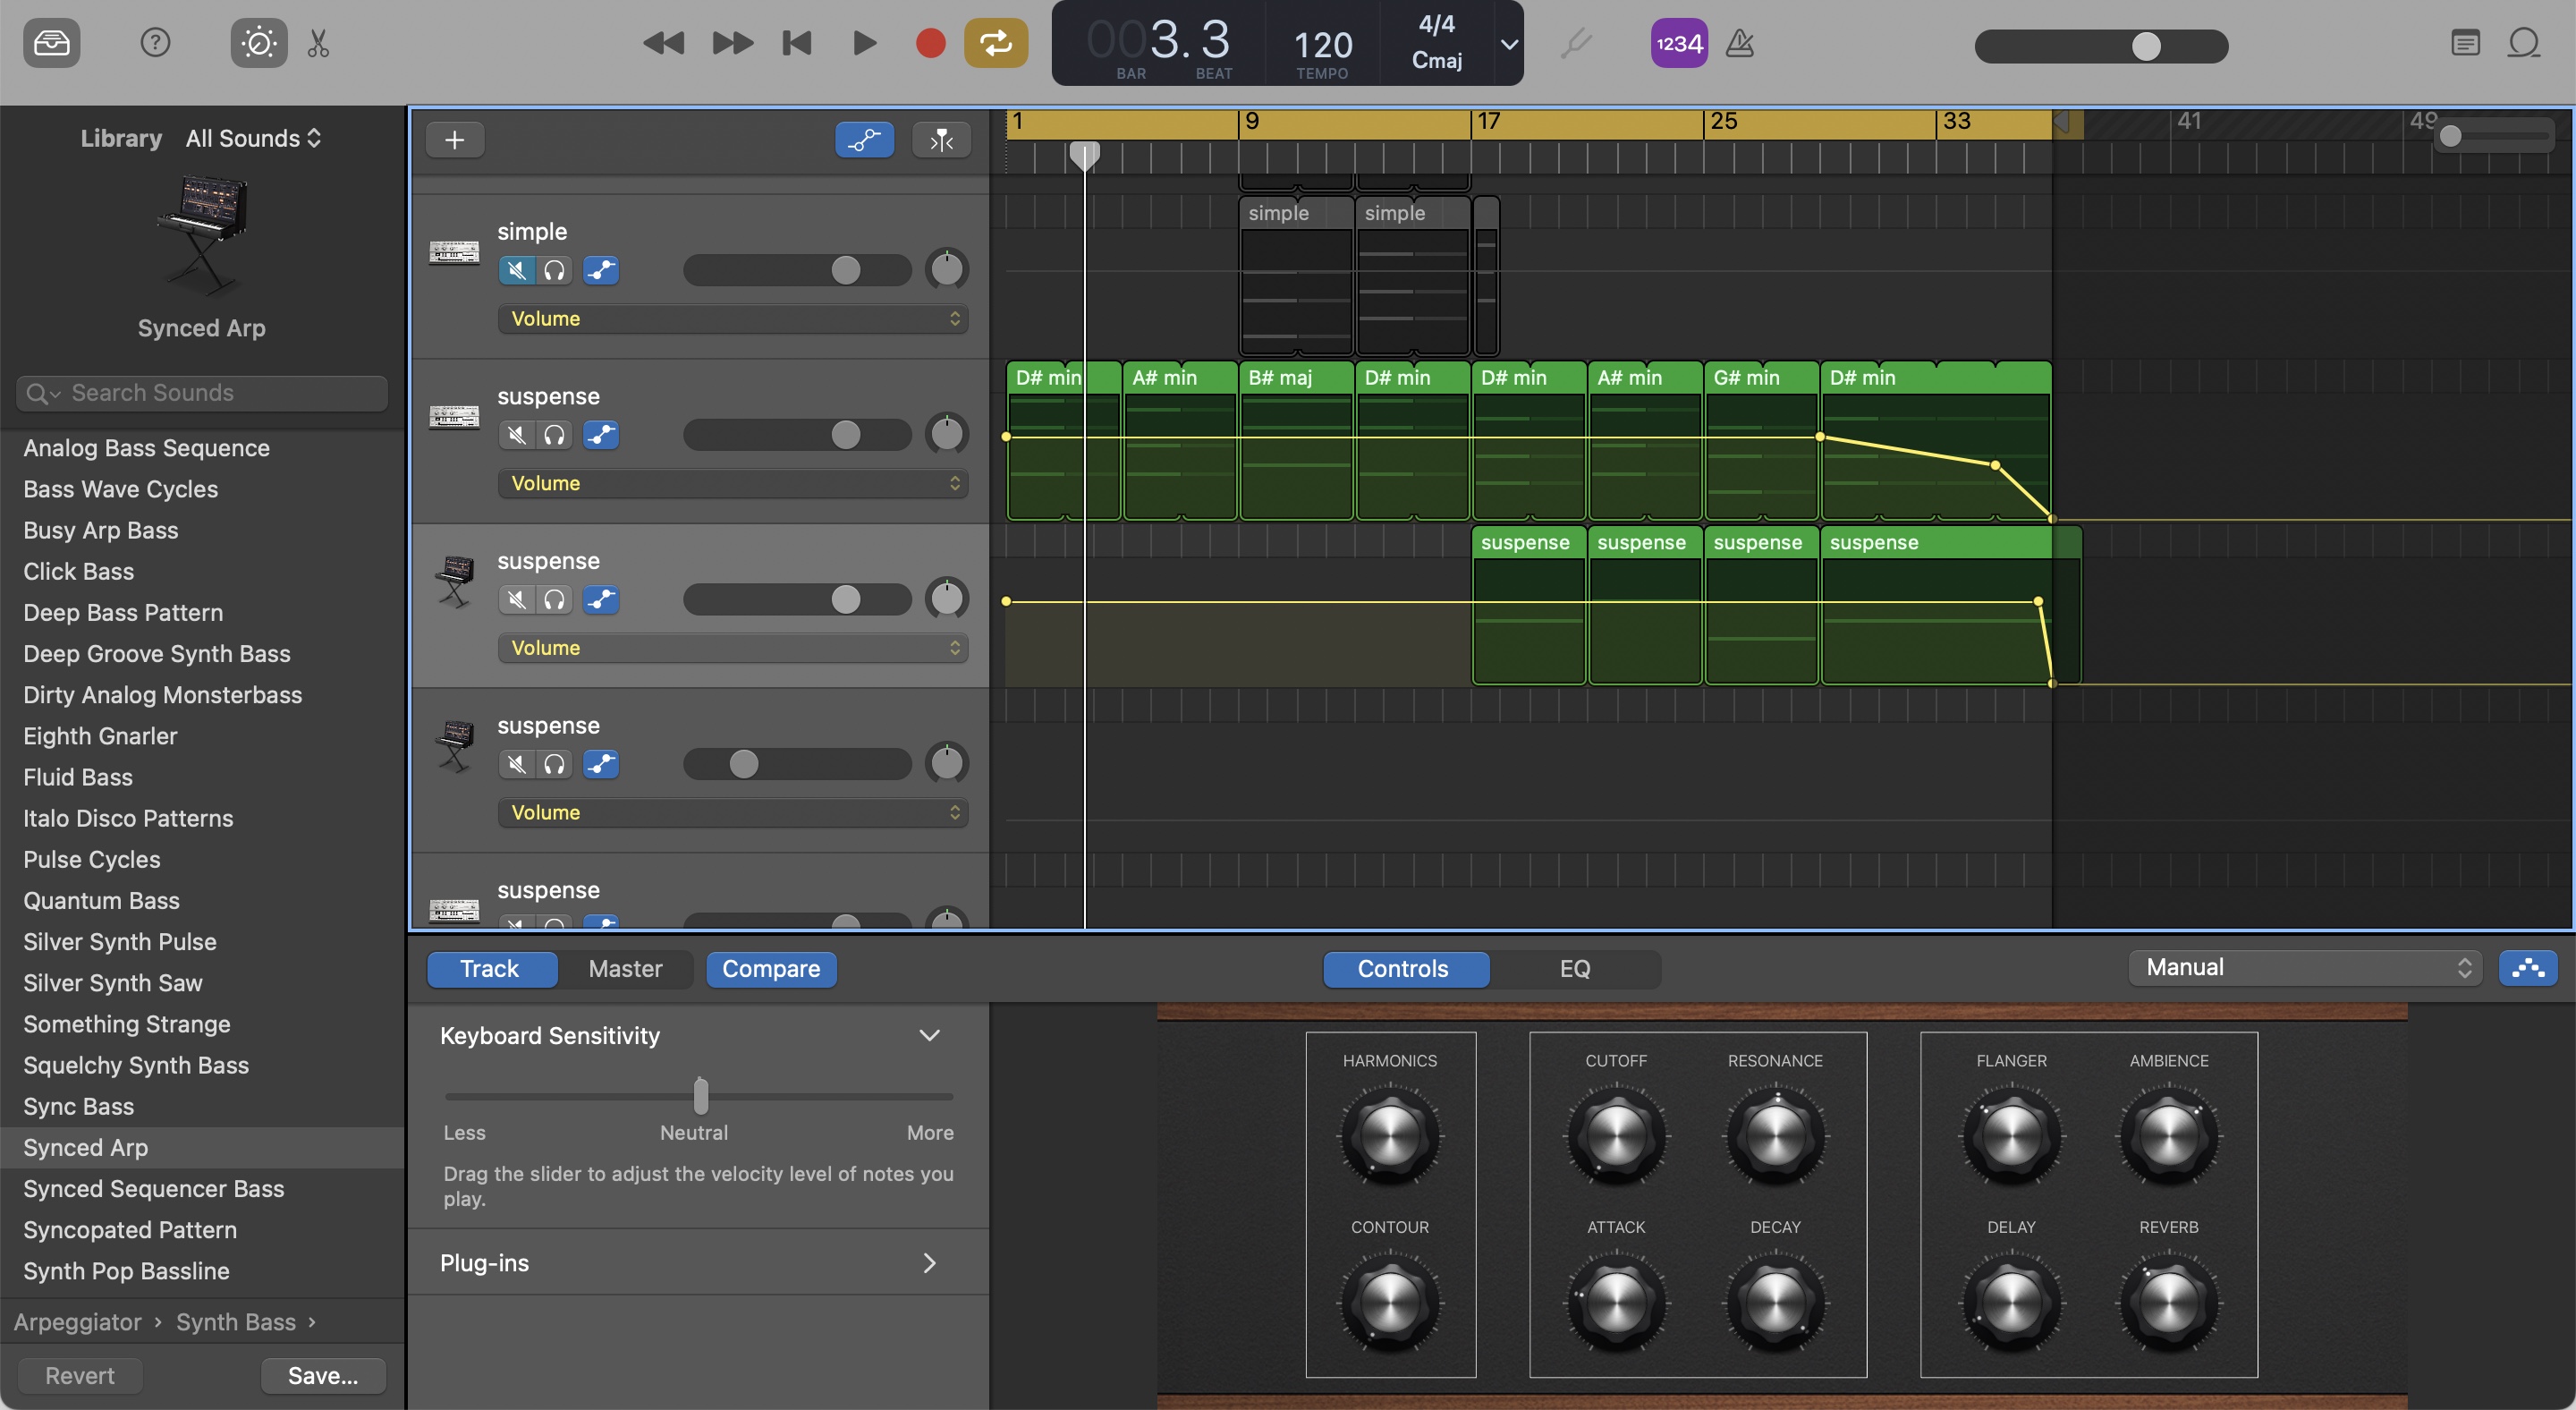 003.3
BAR BEAT
120
TEMPO
4/4
Cmaj
1234
Library All Sounds
Synced Arp
Search Sounds
Analog Bass Sequence
Bass Wave Cycles
Busy Arp Bass
Click Bass
Deep Bass Pattern
Deep Groove Synth Bass
Dirty Analog Monsterbass
Eighth Gnarler
Fluid Bass
Italo Disco Patterns
Pulse Cycles
Quantum Bass
Silver Synth Pulse
Silver Synth Saw
Something Strange
Squelchy Synth Bass
Sync Bass
Synced Arp
Synced Sequencer Bass
Syncopated Pattern
Synth Pop Bassline
Arpeggiator › Synth Bass ›
Revert Save...
1 9 17 25 33 41 49
simple
Volume
simple simple
suspense
Volume
D# min A# min B# maj D# min D# min A# min G# min D# min
suspense
Volume
suspense suspense suspense suspense
suspense
Volume
suspense
Track Master Compare
Controls EQ
Manual
Keyboard Sensitivity
Less Neutral More
Drag the slider to adjust the velocity level of notes you
play.
Plug-ins
HARMONICS CUTOFF RESONANCE FLANGER AMBIENCE
CONTOUR ATTACK DECAY DELAY REVERB